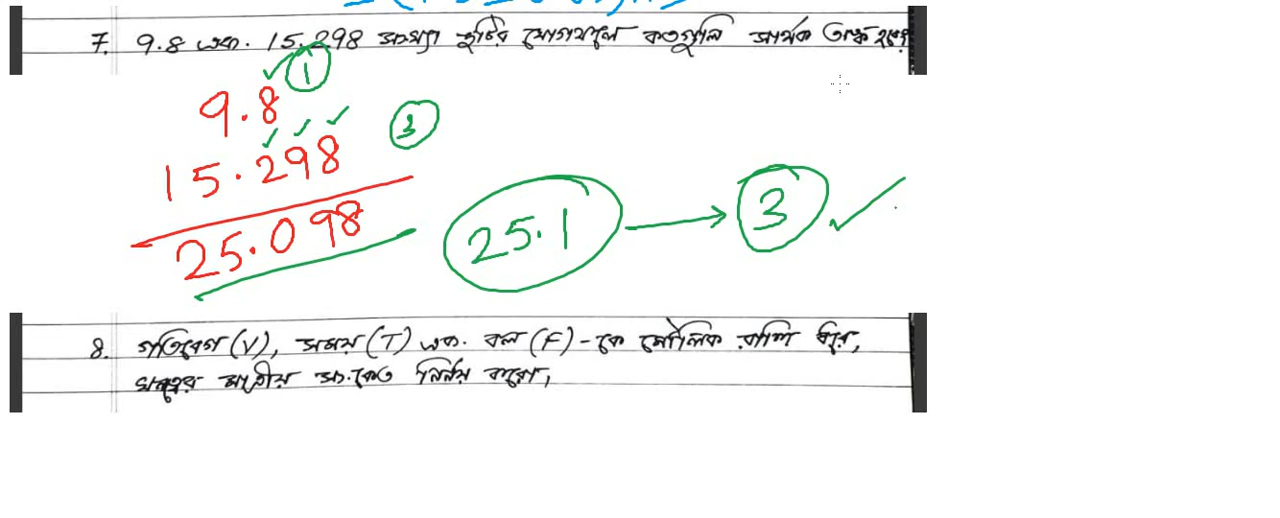 7. 9.8 এবং 15.298 সংখ্যা দুটির যোগফলে কতগুলি সার্থক অঙ্ক হবে
9.8 1
15.298 3
25.098 25.1 → 3
8. গতিবেগ (V), সময় (T) এবং বল (F) - কে মৌলিক রাশি ধরে,
ভরের মাত্রীয় সংকেত নির্ণয় করো,